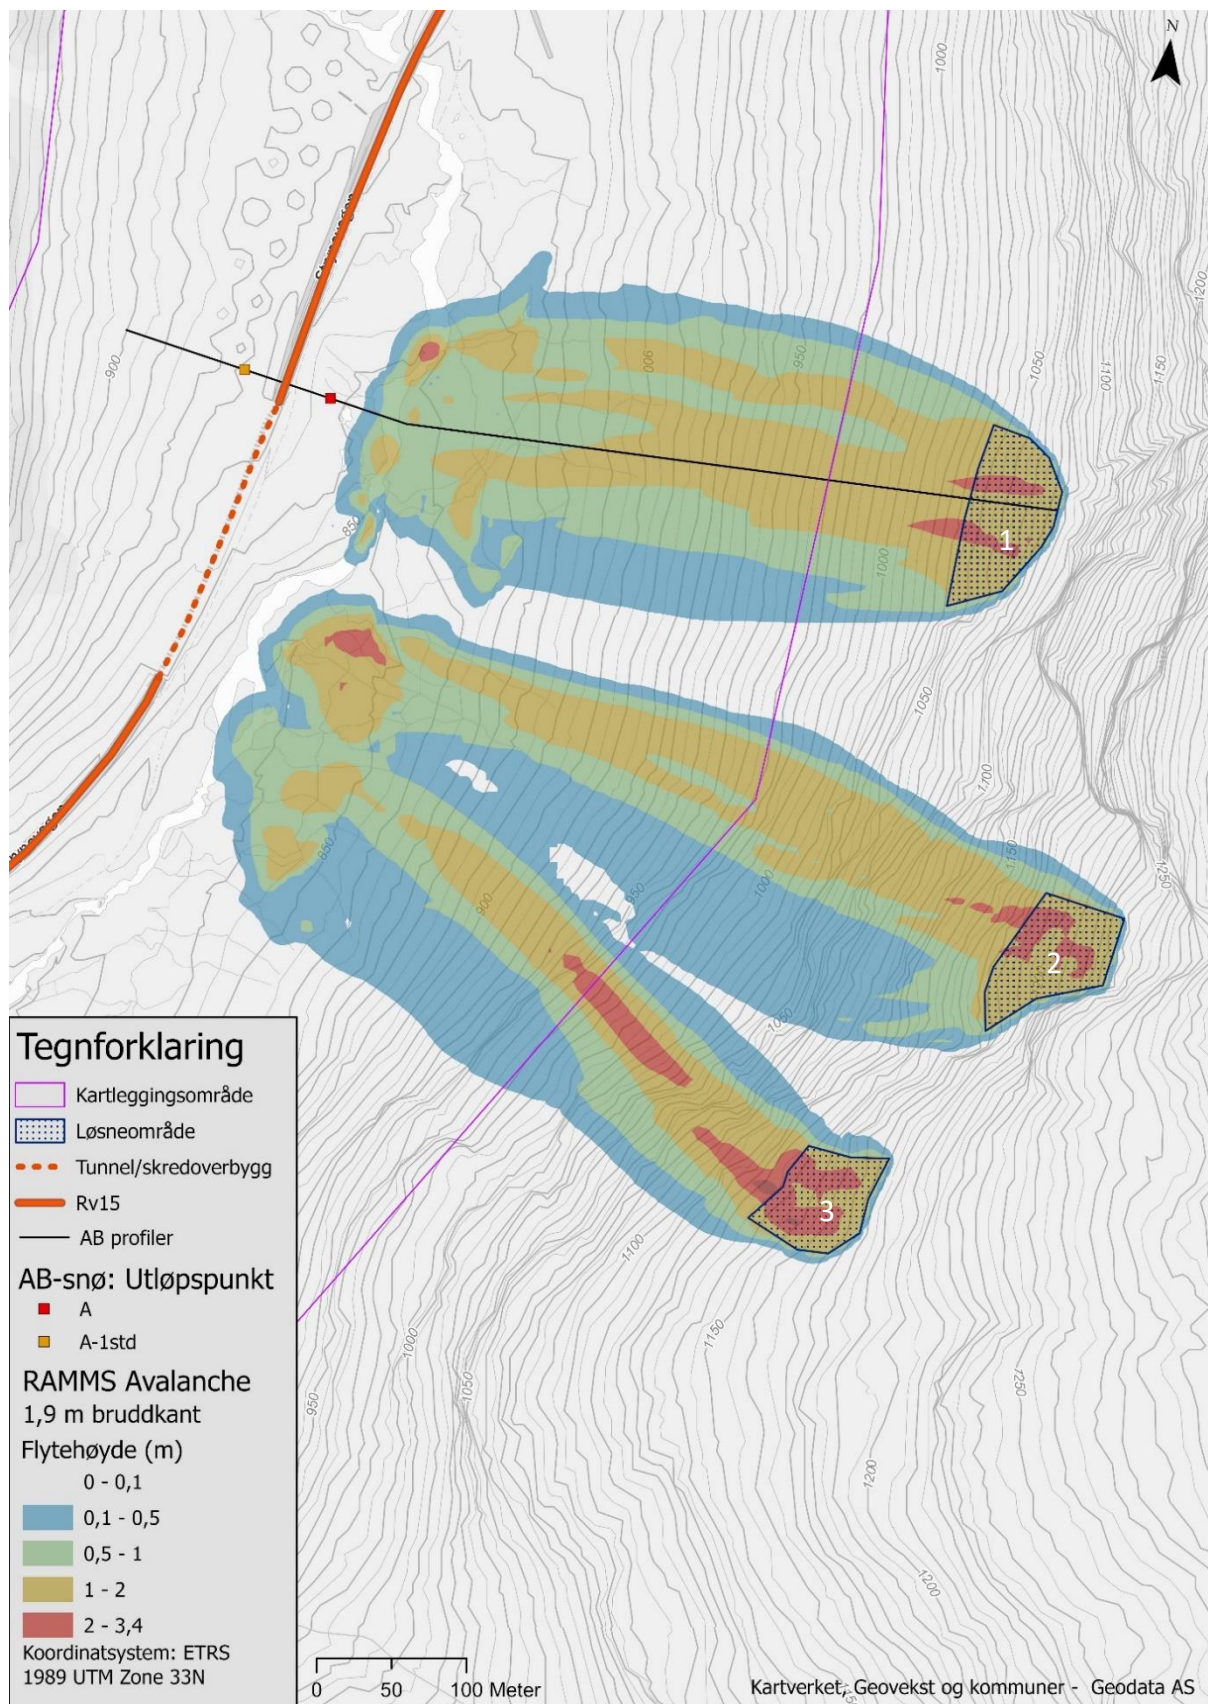 N
1000
1200
Strynevegen
900
900
950
1050
1100
1150
850
1
1000
1050
1100
1150
1250
850
900
950
1000
2
1050
3
1100
1150
1000
1050
950
1250
1200
1200
Tegnforklaring
Kartleggingsområde
Løsneområde
Tunnel/skredoverbygg
Rv15
AB profiler
AB-snø: Utløpspunkt
A
A-1std
RAMMS Avalanche
1,9 m bruddkant
Flytehøyde (m)
0 - 0,1
0,1 - 0,5
0,5 - 1
1 - 2
2 - 3,4
Koordinatsystem: ETRS
1989 UTM Zone 33N
0 50 100 Meter
Kartverket, Geovekst og kommuner - Geodata AS